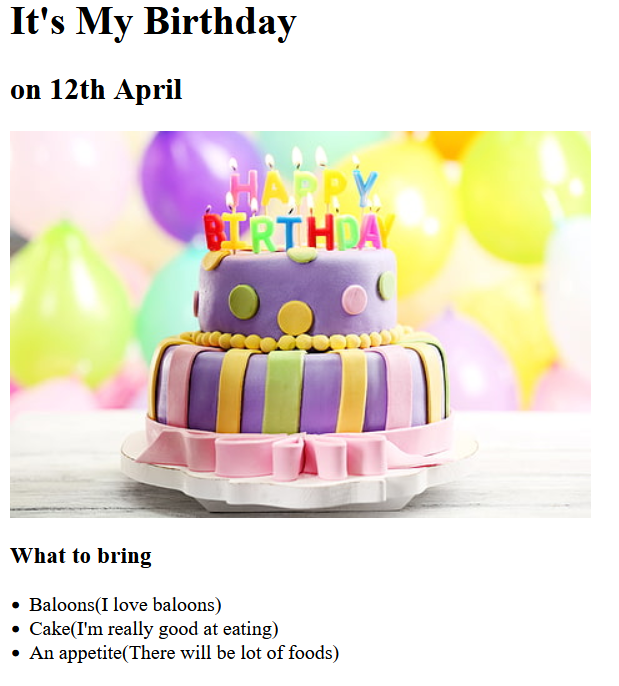 It's My Birthday
on 12th April
HAPPY
BIRTHDAY
What to bring
Baloons(I love baloons)
Cake(I'm really good at eating)
An appetite(There will be lot of foods)